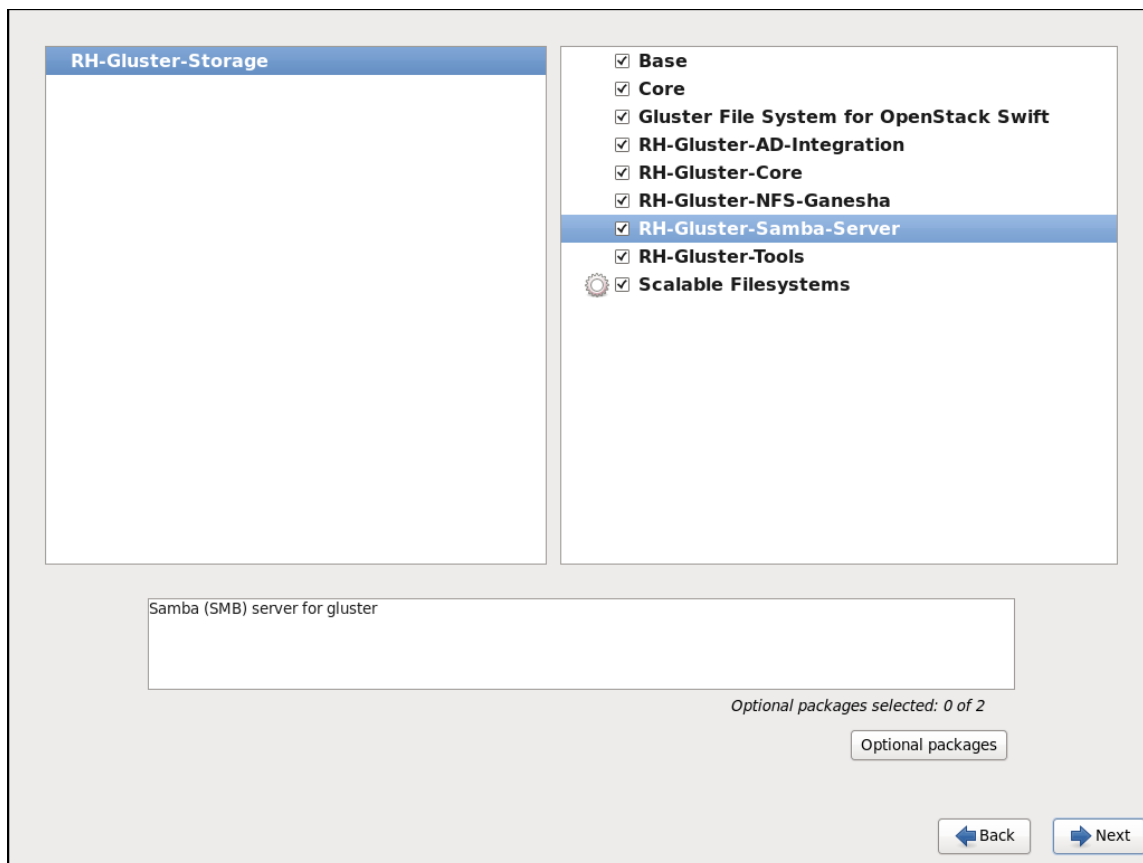 RH-Gluster-Storage
Base
Core
Gluster File System for OpenStack Swift
RH-Gluster-AD-Integration
RH-Gluster-Core
RH-Gluster-NFS-Ganesha
RH-Gluster-Samba-Server
RH-Gluster-Tools
Scalable Filesystems
Samba (SMB) server for gluster
Optional packages selected: 0 of 2
Optional packages
Back
Next